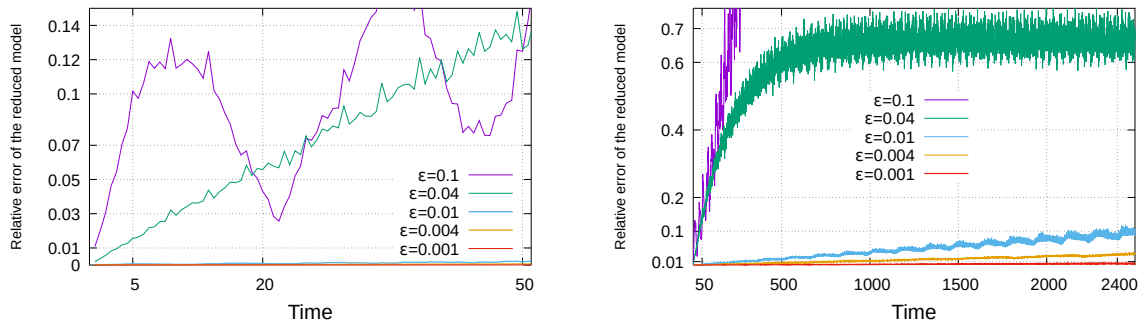 Relative error of the reduced model
0.14
0.12
0.1
0.07
0.05
0.03
0.01
0
5
20
50
Time
ε=0.1
ε=0.04
ε=0.01
ε=0.004
ε=0.001
Relative error of the reduced model
0.7
0.6
0.4
0.2
0.1
0.01
50
500
1000
1500
2000
2400
Time
ε=0.1
ε=0.04
ε=0.01
ε=0.004
ε=0.001